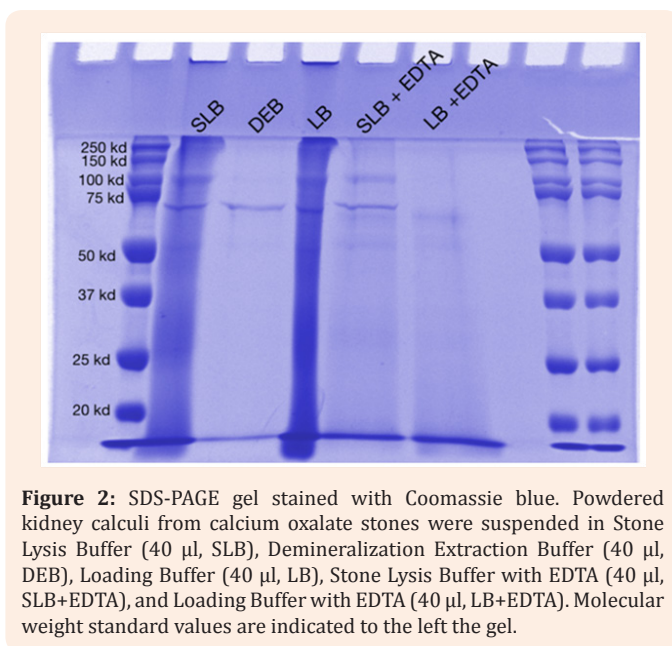 SLB DEB LB SLB + EDTA LB +EDTA
250 kd
150 kd
100 kd
75 kd
50 kd
37 kd
25 kd
20 kd
Figure 2: SDS-PAGE gel stained with Coomassie blue. Powdered
kidney calculi from calcium oxalate stones were suspended in Stone
Lysis Buffer (40 µl, SLB), Demineralization Extraction Buffer (40 µl,
DEB), Loading Buffer (40 µl, LB), Stone Lysis Buffer with EDTA (40 µl,
SLB+EDTA), and Loading Buffer with EDTA (40 µl, LB+EDTA). Molecular
weight standard values are indicated to the left the gel.